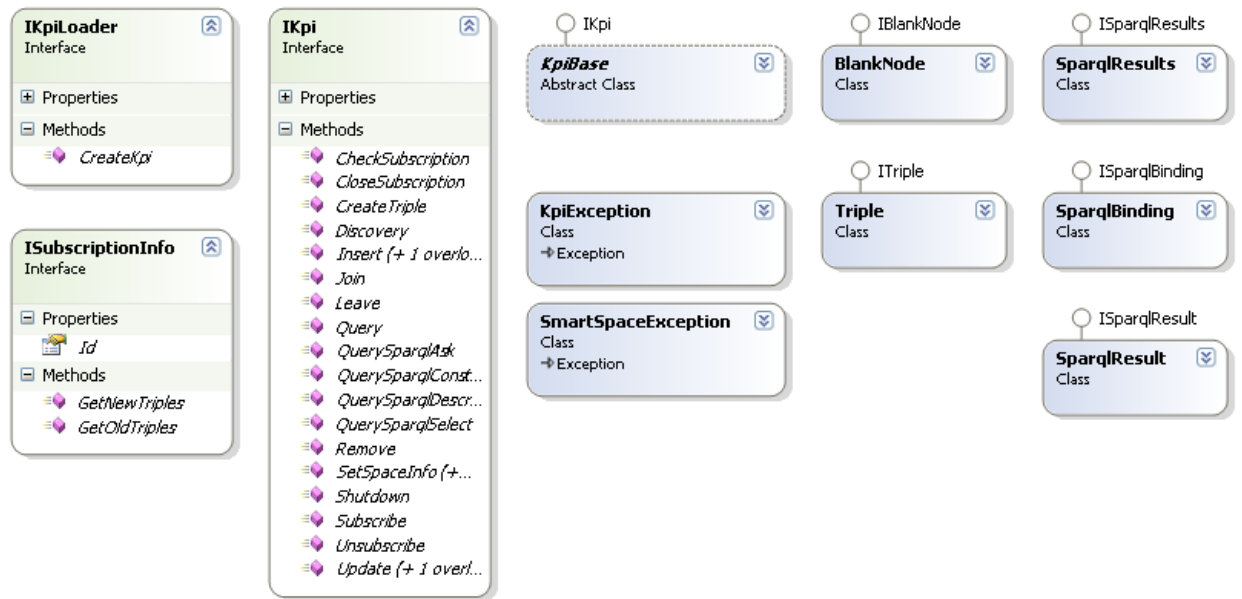 IKpiLoader
Interface
Properties
Methods
CreateKpi
ISubscriptionInfo
Interface
Properties
Id
Methods
GetNewTriples
GetOldTriples
IKpi
Interface
Properties
Methods
CheckSubscription
CloseSubscription
CreateTriple
Discovery
Insert (+ 1 overlo...
Join
Leave
Query
QuerySparqlAsk
QuerySparqlConst...
QuerySparqlDescr...
QuerySparqlSelect
Remove
SetSpaceInfo (+...
Shutdown
Subscribe
Unsubscribe
Update (+ 1 overl...
IKpi
KpiBase
Abstract Class
KpiException
Class
Exception
SmartSpaceException
Class
Exception
IBlankNode
BlankNode
Class
ITriple
Triple
Class
ISparqlResults
SparqlResults
Class
ISparqlBinding
SparqlBinding
Class
ISparqlResult
SparqlResult
Class